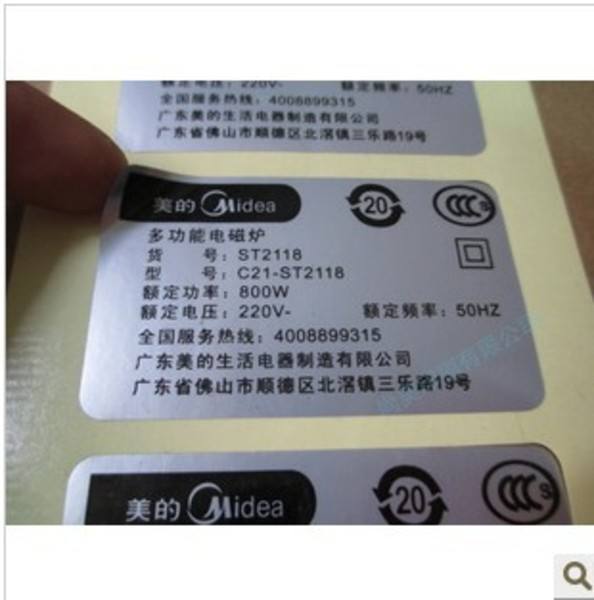 额定电压：220V- 额定频率：50HZ
全国服务热线：4008899315
广东美的生活电器制造有限公司
广东省佛山市顺德区北滘镇三乐路19号
美的 Midea 20 CCC S
多功能电磁炉
货 号：ST2118
型 号：C21-ST2118
额定功率：800W
额定电压：220V- 额定频率：50HZ
全国服务热线：4008899315
广东美的生活电器制造有限公司
广东省佛山市顺德区北滘镇三乐路19号
美的 Midea 20 CCC S